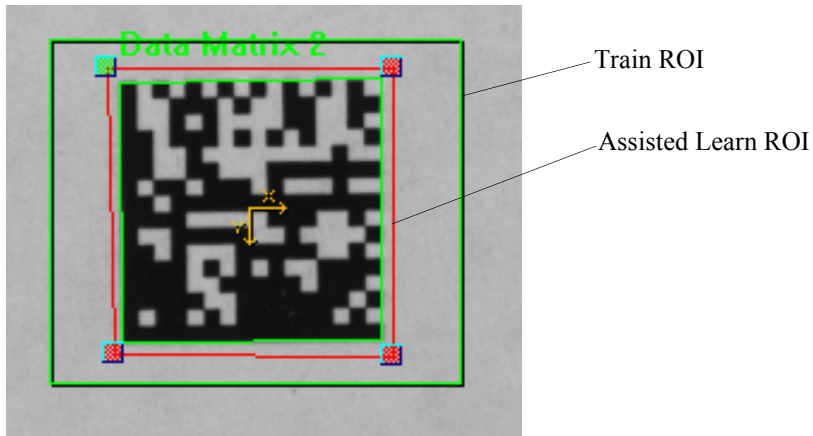 Data Matrix 2
Train ROI
Assisted Learn ROI
X
Y